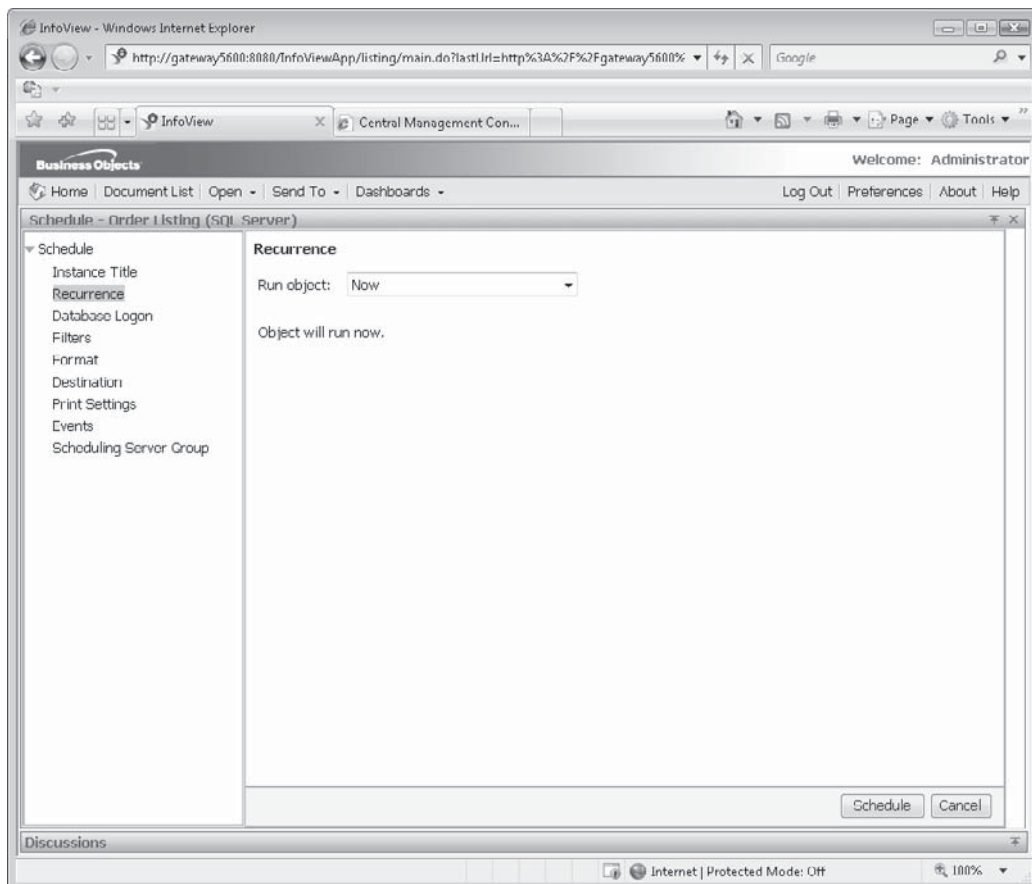 InfoView - Windows Internet Explorer
http://gateway5600:8080/InfoViewApp/listing/main.do?lastUrl=http%3A%2F%2Fgateway5600%
Google
InfoView
Central Management Con...
Page
Tools
Business Objects
Welcome: Administrator
Home Document List Open Send To Dashboards Log Out Preferences About Help
Schedule - Order Listing (SQL Server)
Schedule
Instance Title
Recurrence
Database Logon
Filters
Format
Destination
Print Settings
Events
Scheduling Server Group
Recurrence
Run object: Now
Object will run now.
Schedule Cancel
Discussions
Internet | Protected Mode: Off 100%